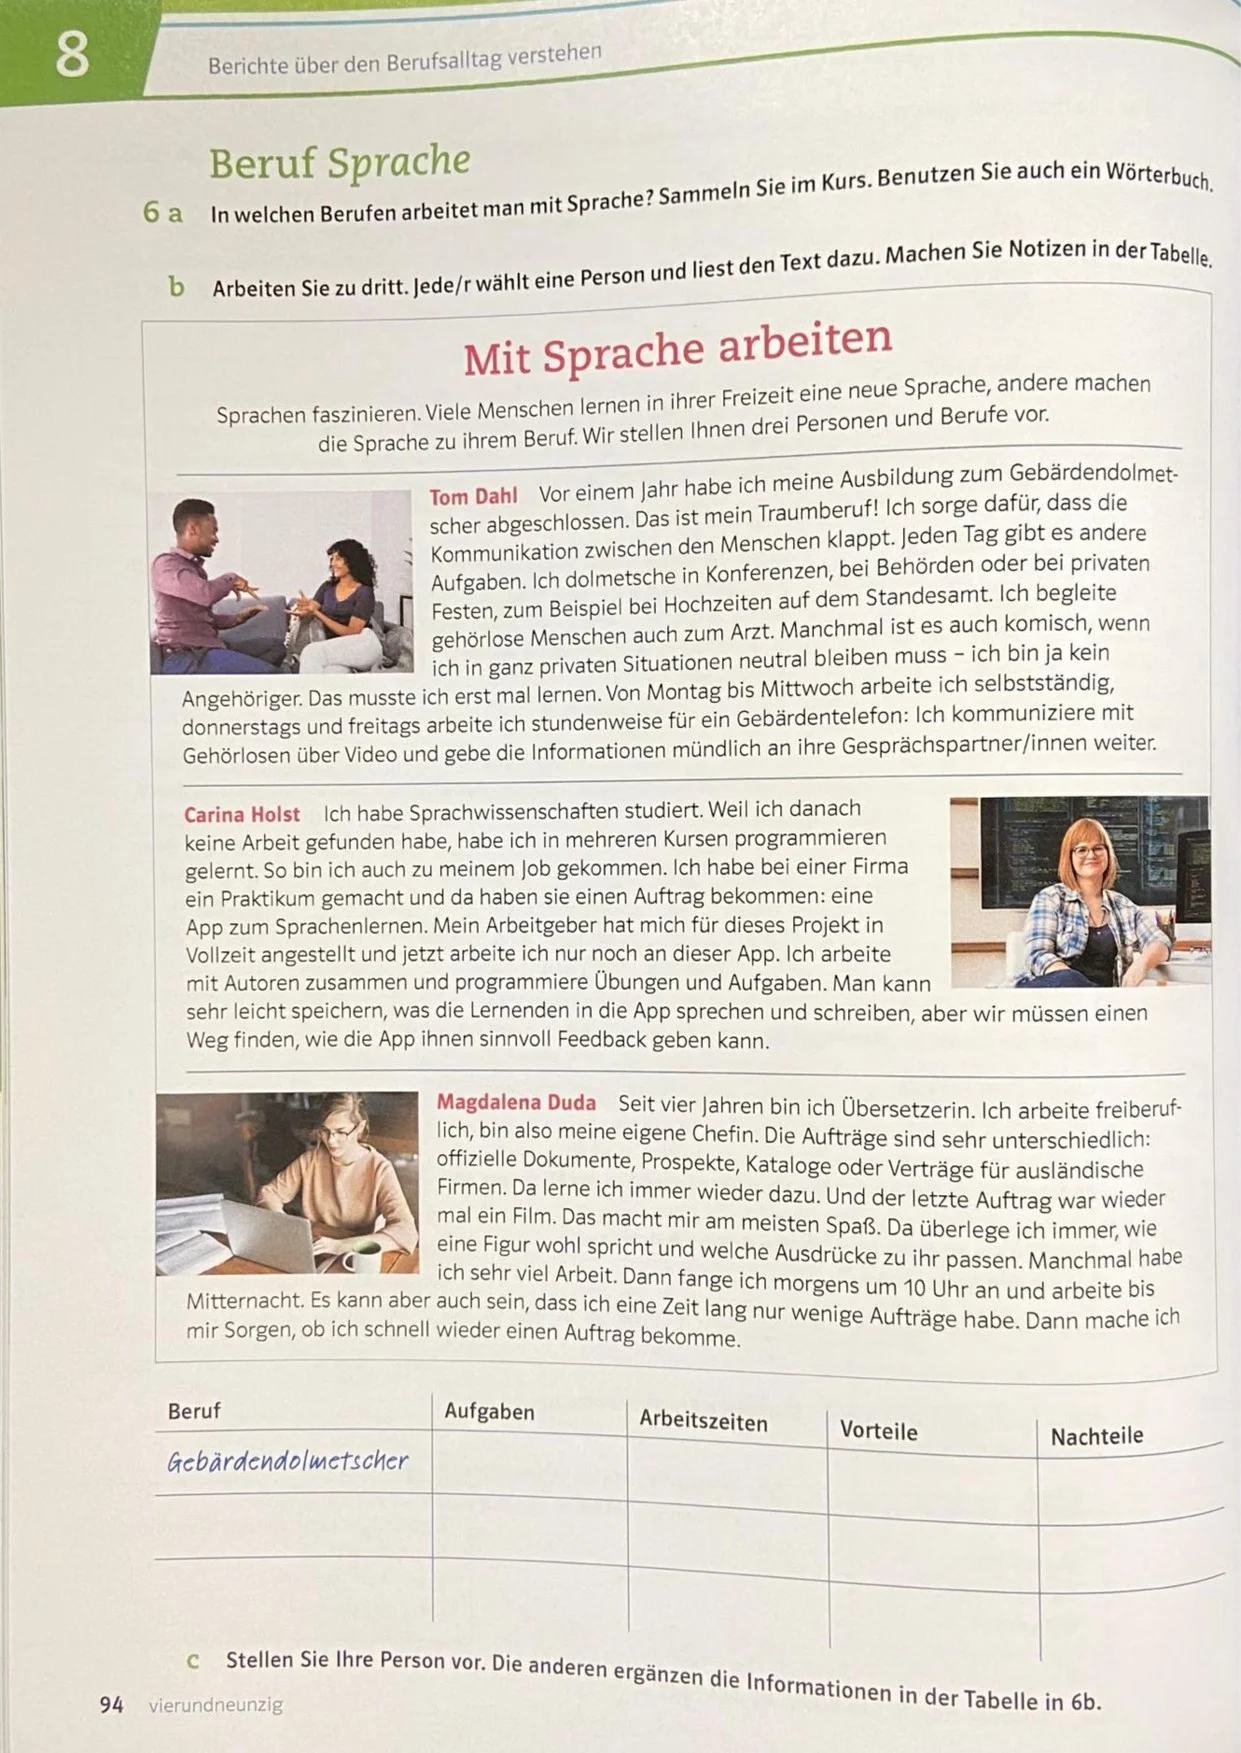 8
Berichte über den Berufsalltag verstehen
Beruf Sprache
6 a In welchen Berufen arbeitet man mit Sprache? Sammeln Sie im Kurs. Benutzen Sie auch ein Wörterbuch.
b Arbeiten Sie zu dritt. Jede/r wählt eine Person und liest den Text dazu. Machen Sie Notizen in der Tabelle.
Mit Sprache arbeiten
Sprachen faszinieren. Viele Menschen lernen in ihrer Freizeit eine neue Sprache, andere machen
die Sprache zu ihrem Beruf. Wir stellen Ihnen drei Personen und Berufe vor.
Tom Dahl Vor einem Jahr habe ich meine Ausbildung zum Gebärdendolmet-
scher abgeschlossen. Das ist mein Traumberuf! Ich sorge dafür, dass die
Kommunikation zwischen den Menschen klappt. Jeden Tag gibt es andere
Aufgaben. Ich dolmetsche in Konferenzen, bei Behörden oder bei privaten
Festen, zum Beispiel bei Hochzeiten auf dem Standesamt. Ich begleite
gehörlose Menschen auch zum Arzt. Manchmal ist es auch komisch, wenn
ich in ganz privaten Situationen neutral bleiben muss – ich bin ja kein
Angehöriger. Das musste ich erst mal lernen. Von Montag bis Mittwoch arbeite ich selbstständig,
donnerstags und freitags arbeite ich stundenweise für ein Gebärdentelefon: Ich kommuniziere mit
Gehörlosen über Video und gebe die Informationen mündlich an ihre Gesprächspartner/innen weiter.
Carina Holst Ich habe Sprachwissenschaften studiert. Weil ich danach
keine Arbeit gefunden habe, habe ich in mehreren Kursen programmieren
gelernt. So bin ich auch zu meinem Job gekommen. Ich habe bei einer Firma
ein Praktikum gemacht und da haben sie einen Auftrag bekommen: eine
App zum Sprachenlernen. Mein Arbeitgeber hat mich für dieses Projekt in
Vollzeit angestellt und jetzt arbeite ich nur noch an dieser App. Ich arbeite
mit Autoren zusammen und programmiere Übungen und Aufgaben. Man kann
sehr leicht speichern, was die Lernenden in die App sprechen und schreiben, aber wir müssen einen
Weg finden, wie die App ihnen sinnvoll Feedback geben kann.
Magdalena Duda Seit vier Jahren bin ich Übersetzerin. Ich arbeite freiberuf-
lich, bin also meine eigene Chefin. Die Aufträge sind sehr unterschiedlich:
offizielle Dokumente, Prospekte, Kataloge oder Verträge für ausländische
Firmen. Da lerne ich immer wieder dazu. Und der letzte Auftrag war wieder
mal ein Film. Das macht mir am meisten Spaß. Da überlege ich immer, wie
eine Figur wohl spricht und welche Ausdrücke zu ihr passen. Manchmal habe
ich sehr viel Arbeit. Dann fange ich morgens um 10 Uhr an und arbeite bis
Mitternacht. Es kann aber auch sein, dass ich eine Zeit lang nur wenige Aufträge habe. Dann mache ich
mir Sorgen, ob ich schnell wieder einen Auftrag bekomme.
Beruf Aufgaben Arbeitszeiten Vorteile Nachteile
Gebärdendolmetscher
c Stellen Sie Ihre Person vor. Die anderen ergänzen die Informationen in der Tabelle in 6b.
94 vierundneunzig